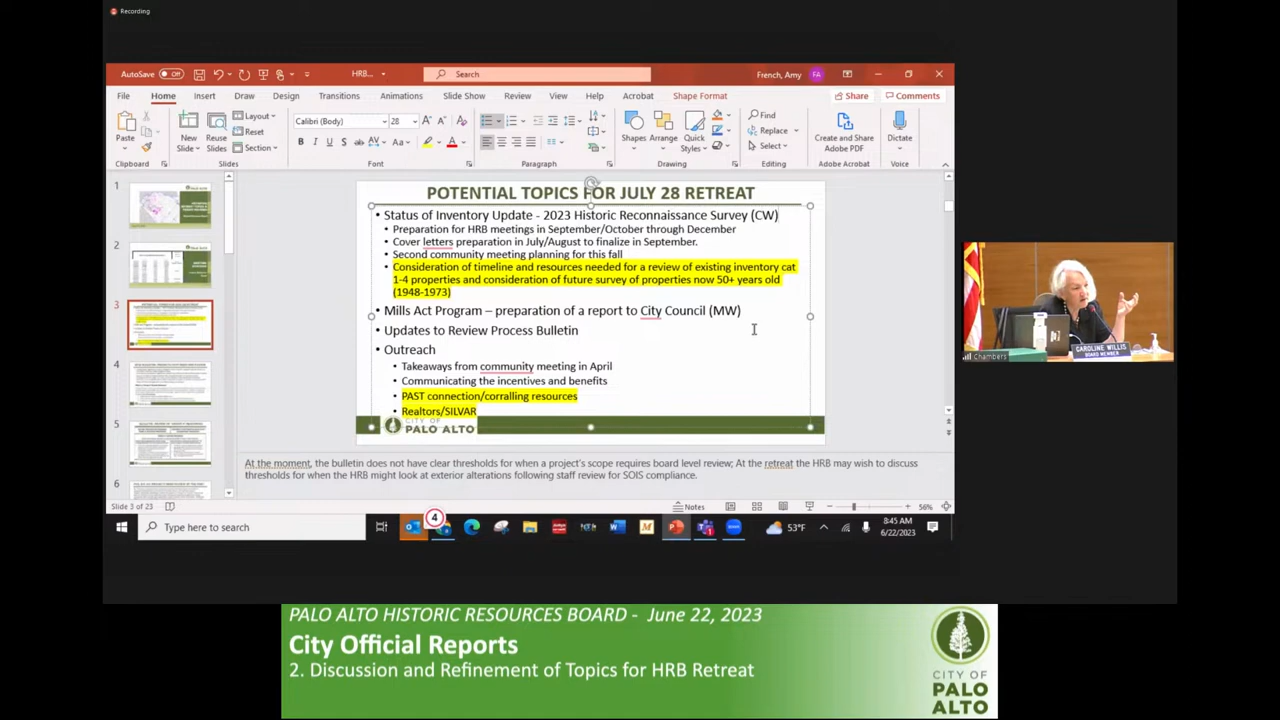 Recording
AutoSave Off HRB... Search French, Amy FA
File Home Insert Draw Design Transitions Animations Slide Show Review View Help Acrobat Shape Format Share Comments
Paste
New Slide
Reuse Slides
Layout
Reset
Section
Calibri (Body) 28
Shapes
Arrange
Quick Styles
Find
Replace
Select
Create and Share Adobe PDF
Dictate
Clipboard Slides Font Paragraph Drawing Editing Adobe Acrobat Voice
1
2
3
4
5
6
POTENTIAL TOPICS FOR JULY 28 RETREAT
• Status of Inventory Update - 2023 Historic Reconnaissance Survey (CW)
• Preparation for HRB meetings in September/October through December
• Cover letters preparation in July/August to finalize in September.
• Second community meeting planning for this fall
• Consideration of timeline and resources needed for a review of existing inventory cat
1-4 properties and consideration of future survey of properties now 50+ years old
(1948-1973)
• Mills Act Program – preparation of a report to City Council (MW)
• Updates to Review Process Bulletin
• Outreach
• Takeaways from community meeting in April
• Communicating the incentives and benefits
• PAST connection/corralling resources
• Realtors/SILVAR
CITY OF
PALO ALTO
At the moment, the bulletin does not have clear thresholds for when a project's scope requires board level review; At the retreat the HRB may wish to discuss
thresholds for when the HRB might look at exterior alterations following staff review for SOIS compliance.
Slide 3 of 23 Notes 56%
Type here to search
4
53°F
8:45 AM
6/22/2023
Chambers
CAROLINE WILLIS
BOARD MEMBER
PALO ALTO HISTORIC RESOURCES BOARD - June 22, 2023
City Official Reports
2. Discussion and Refinement of Topics for HRB Retreat
CITY OF
PALO
ALTO